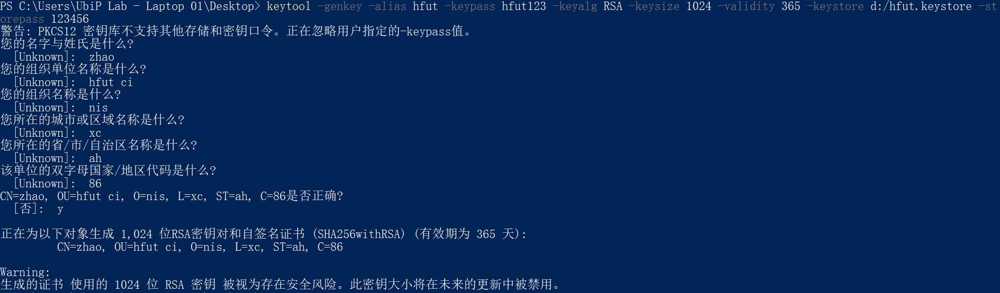 PS C:\Users\UbiP Lab - Laptop 01\Desktop> keytool -genkey -alias hfut -keypass hfut123 -keyalg RSA -keysize 1024 -validity 365 -keystore d:/hfut.keystore -st
orepass 123456
警告: PKCS12 密钥库不支持其他存储和密钥口令。正在忽略用户指定的-keypass值。
您的名字与姓氏是什么?
  [Unknown]:  zhao
您的组织单位名称是什么?
  [Unknown]:  hfut ci
您的组织名称是什么?
  [Unknown]:  nis
您所在的城市或区域名称是什么?
  [Unknown]:  xc
您所在的省/市/自治区名称是什么?
  [Unknown]:  ah
该单位的双字母国家/地区代码是什么?
  [Unknown]:  86
CN=zhao, OU=hfut ci, O=nis, L=xc, ST=ah, C=86是否正确?
  [否]:  y
正在为以下对象生成 1,024 位RSA密钥对和自签名证书 (SHA256withRSA) (有效期为 365 天):
         CN=zhao, OU=hfut ci, O=nis, L=xc, ST=ah, C=86
Warning:
生成的证书 使用的 1024 位 RSA 密钥 被视为存在安全风险。此密钥大小将在未来的更新中被禁用。